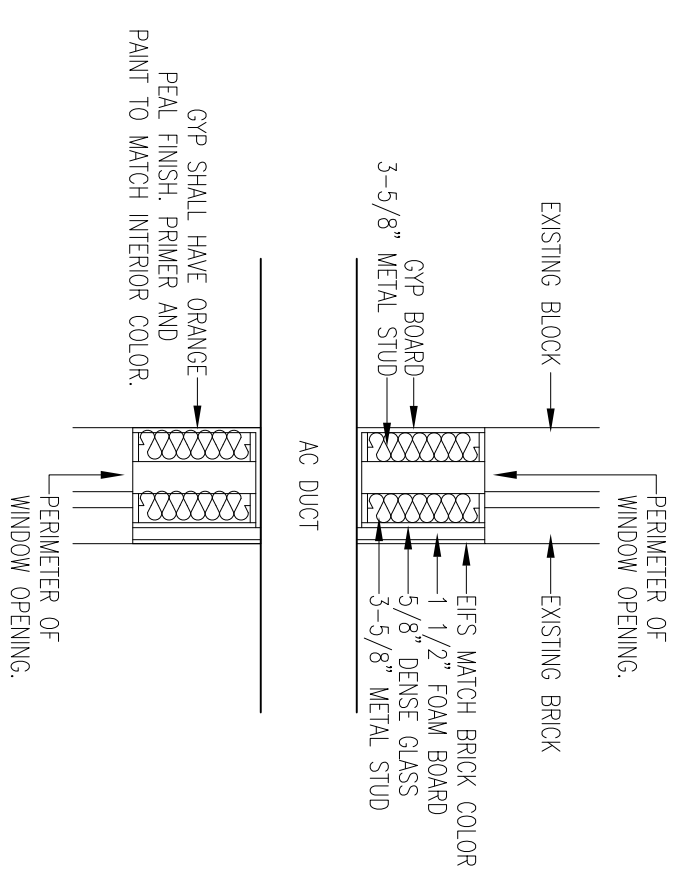 PERIMETER OF
WINDOW OPENING.
EXISTING BLOCK
EXISTING BRICK
GYP BOARD
3-5/8" METAL STUD
EIFS MATCH BRICK COLOR
1 1/2" FOAM BOARD
5/8" DENSE GLASS
3-5/8" METAL STUD
AC DUCT
GYP SHALL HAVE ORANGE
PEAL FINISH. PRIMER AND
PAINT TO MATCH INTERIOR COLOR.
PERIMETER OF
WINDOW OPENING.